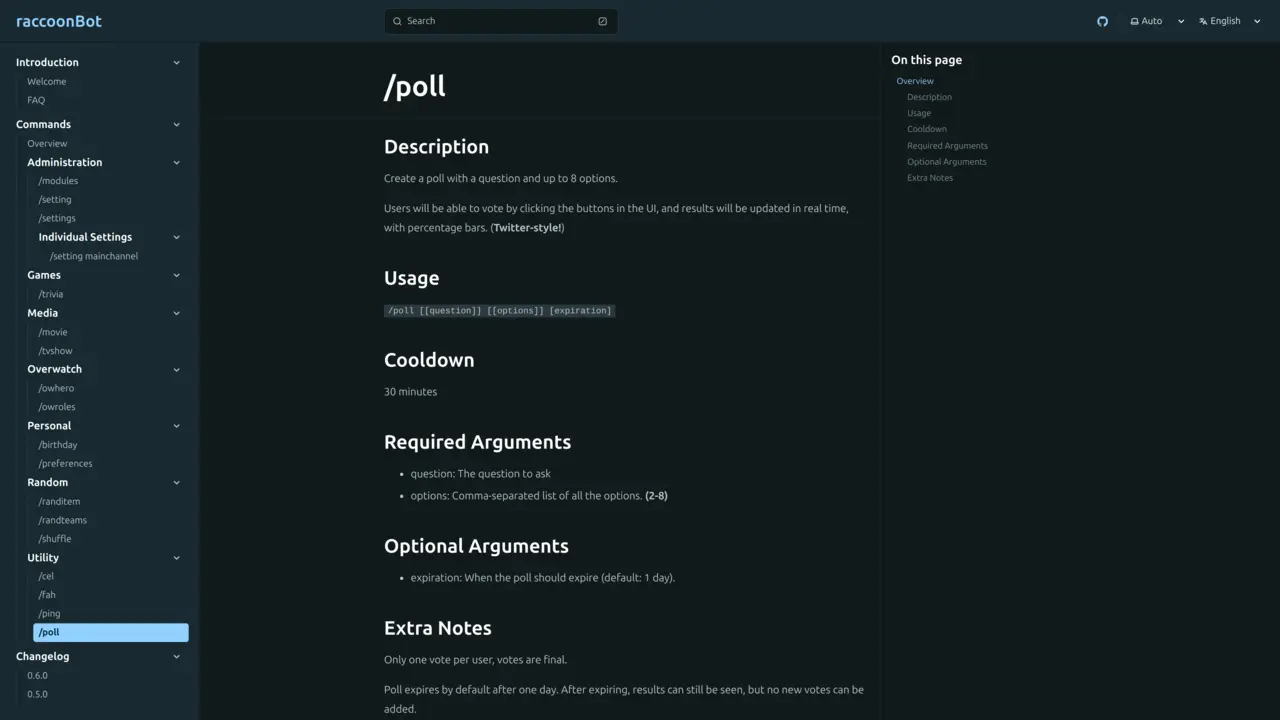 raccoonBot
Search
Auto
English
Introduction
Welcome
FAQ
Commands
Overview
Administration
/modules
/setting
/settings
Individual Settings
/setting mainchannel
Games
/trivia
Media
/movie
/tvshow
Overwatch
/owhero
/owroles
Personal
/birthday
/preferences
Random
/randitem
/randteams
/shuffle
Utility
/cel
/fah
/ping
/poll
Changelog
0.6.0
0.5.0
/poll
Description
Create a poll with a question and up to 8 options.
Users will be able to vote by clicking the buttons in the UI, and results will be updated in real time,
with percentage bars. (Twitter-style!)
Usage
/poll [[question]] [[options]] [expiration]
Cooldown
30 minutes
Required Arguments
• question: The question to ask
• options: Comma-separated list of all the options. (2-8)
Optional Arguments
• expiration: When the poll should expire (default: 1 day).
Extra Notes
Only one vote per user, votes are final.
Poll expires by default after one day. After expiring, results can still be seen, but no new votes can be
added.
On this page
Overview
Description
Usage
Cooldown
Required Arguments
Optional Arguments
Extra Notes